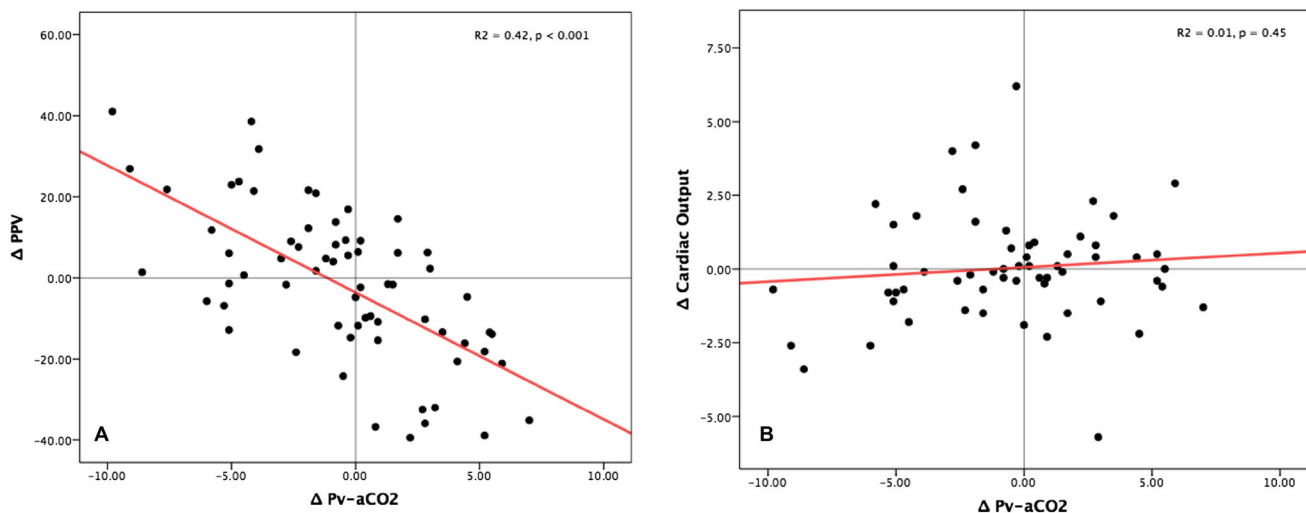 R2 = 0.42, p < 0.001
60.00
40.00
20.00
0.00
−20.00
−40.00
Δ PPV
A
−10.00 −5.00 0.00 5.00 10.00
Δ Pv−aCO2
R2 = 0.01, p = 0.45
7.50
5.00
2.50
0.00
−2.50
−5.00
Δ Cardiac Output
B
−10.00 −5.00 0.00 5.00 10.00
Δ Pv−aCO2